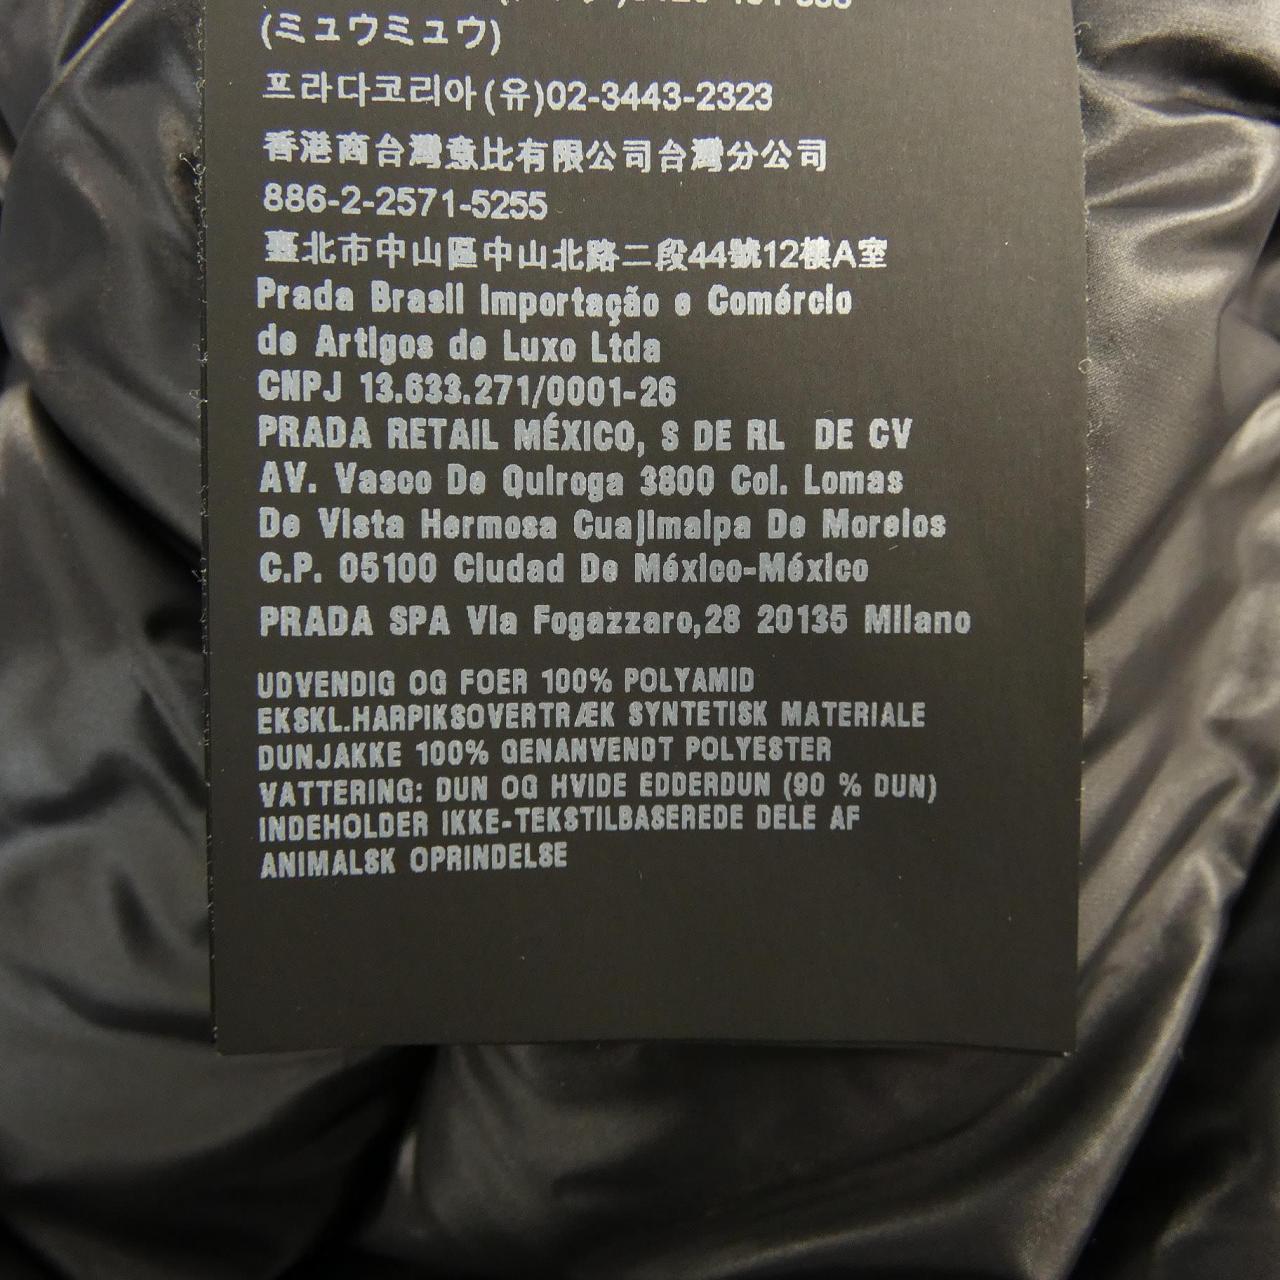 (ミュウミュウ)
프라다코리아(유)02-3443-2323
香港商台灣意比有限公司台灣分公司
886-2-2571-5255
臺北市中山區中山北路二段44號12樓A室
Prada Brasil Importação e Comércio
de Artigos de Luxo Ltda
CNPJ 13.633.271/0001-26
PRADA RETAIL MÉXICO, S DE RL DE CV
AV. Vasco De Quiroga 3800 Col. Lomas
De Vista Hermosa Cuajimalpa De Morelos
C.P. 05100 Ciudad De México-México
PRADA SPA Via Fogazzaro,28 20135 Milano
UDVENDIG OG FOER 100% POLYAMID
EKSKL.HARPIKSOVERTRÆK SYNTETISK MATERIALE
DUNJAKKE 100% GENANVENDT POLYESTER
VATTERING: DUN OG HVIDE EDDERDUN (90 % DUN)
INDEHOLDER IKKE-TEKSTILBASEREDE DELE AF
ANIMALSK OPRINDELSE